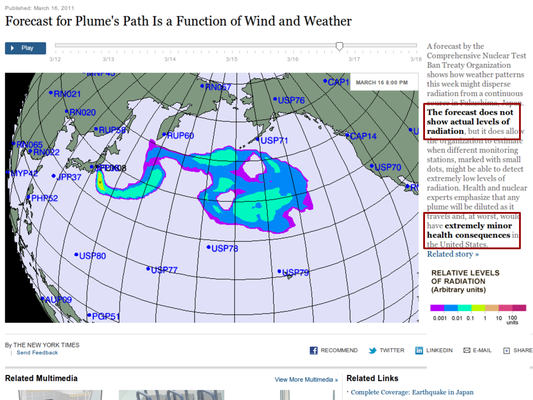 Published: March 16, 2011
Forecast for Plume's Path Is a Function of Wind and Weather
Play
3/12
3/13
3/14
3/15
3/16
3/17
3/18
MARCH 16 8:00 PM
RN021
RN020
RUP59
RN065
RN022
MYP42
JPP37
PHP52
RUP60
USP76
USP71
CAP14
USP70
USP78
USP80
USP77
USP79
PGP51
A forecast by the
Comprehensive Nuclear Test
Ban Treaty Organization
shows how weather patterns
this week might disperse
radiation from a continuous
source in Fukushima, Japan.
The forecast does not
show actual levels of
radiation, but it does allow
the organization to estimate
when different monitoring
stations, marked with small
dots, might be able to detect
extremely low levels of
radiation. Health and nuclear
experts emphasize that any
plume will be diluted as it
travels and, at worst, would
have extremely minor
health consequences in
the United States.
Related story »
RELATIVE LEVELS
OF RADIATION
(Arbitrary units)
0.001 0.01 0.1 1 10 100
units
By THE NEW YORK TIMES
Send Feedback
RECOMMEND
TWITTER
LINKEDIN
E-MAIL
SHARE
Related Multimedia
View More Multimedia »
Related Links
Complete Coverage: Earthquake in Japan